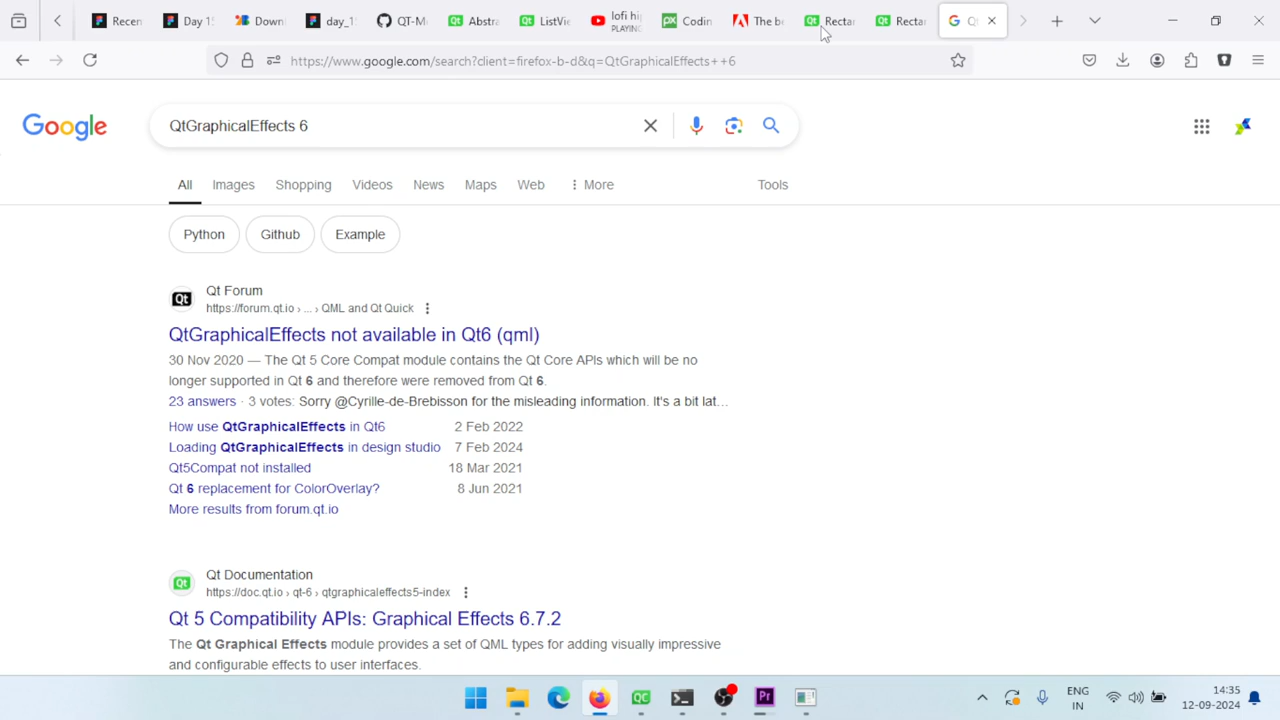 Recen
Day 1
Down
day_1
QT-M
Abstra
ListVie
lofi hi
PLAYING
Codin
The be
Recta
Recta
Q
https://www.google.com/search?client=firefox-b-d&q=QtGraphicalEffects++6
Google
QtGraphicalEffects 6
All Images Shopping Videos News Maps Web More Tools
Python Github Example
Qt Forum
https://forum.qt.io › ... › QML and Qt Quick
QtGraphicalEffects not available in Qt6 (qml)
30 Nov 2020 — The Qt 5 Core Compat module contains the Qt Core APIs which will be no
longer supported in Qt 6 and therefore were removed from Qt 6.
23 answers · 3 votes: Sorry @Cyrille-de-Brebisson for the misleading information. It's a bit lat...
How use QtGraphicalEffects in Qt6 2 Feb 2022
Loading QtGraphicalEffects in design studio 7 Feb 2024
Qt5Compat not installed 18 Mar 2021
Qt 6 replacement for ColorOverlay? 8 Jun 2021
More results from forum.qt.io
Qt Documentation
https://doc.qt.io › qt-6 › qtgraphicaleffects5-index
Qt 5 Compatibility APIs: Graphical Effects 6.7.2
The Qt Graphical Effects module provides a set of QML types for adding visually impressive
and configurable effects to user interfaces.
ENG
IN
14:35
12-09-2024